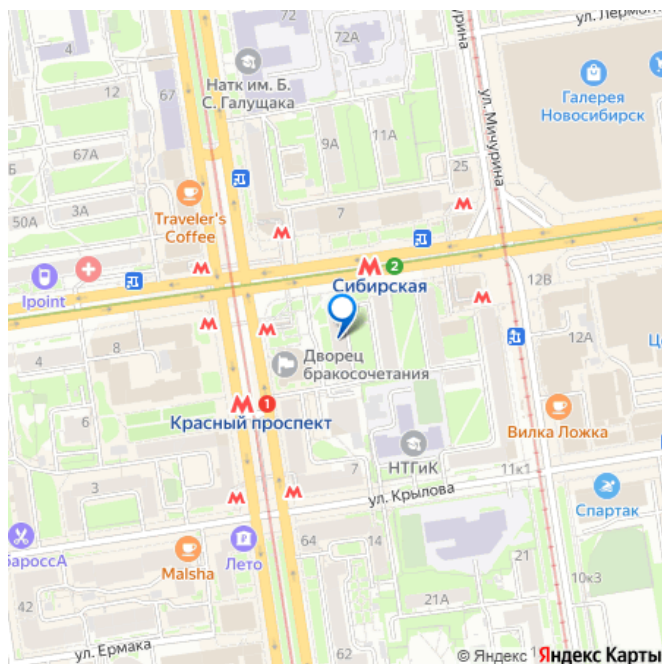 ул. Лермон
4
72А
12
67
Натк им. Б.
С. Галущака
ул. Мичурина
Галерея
Новосибирск
67А
9А
11А
25
50А
3А
Traveler's
Coffee
7
2
Сибирская
12В
Ipoint
12А
4
8
Дворец
бракосочетания
6
1
Красный проспект
Вилка Ложка
НТГиК
3
7
11к1
ул. Крылова
Спартак
бароссА
Malsha
Лето
64
14
21
10к3
42
21А
ул. Ермака
62
© Яндекс
Яндекс Карты